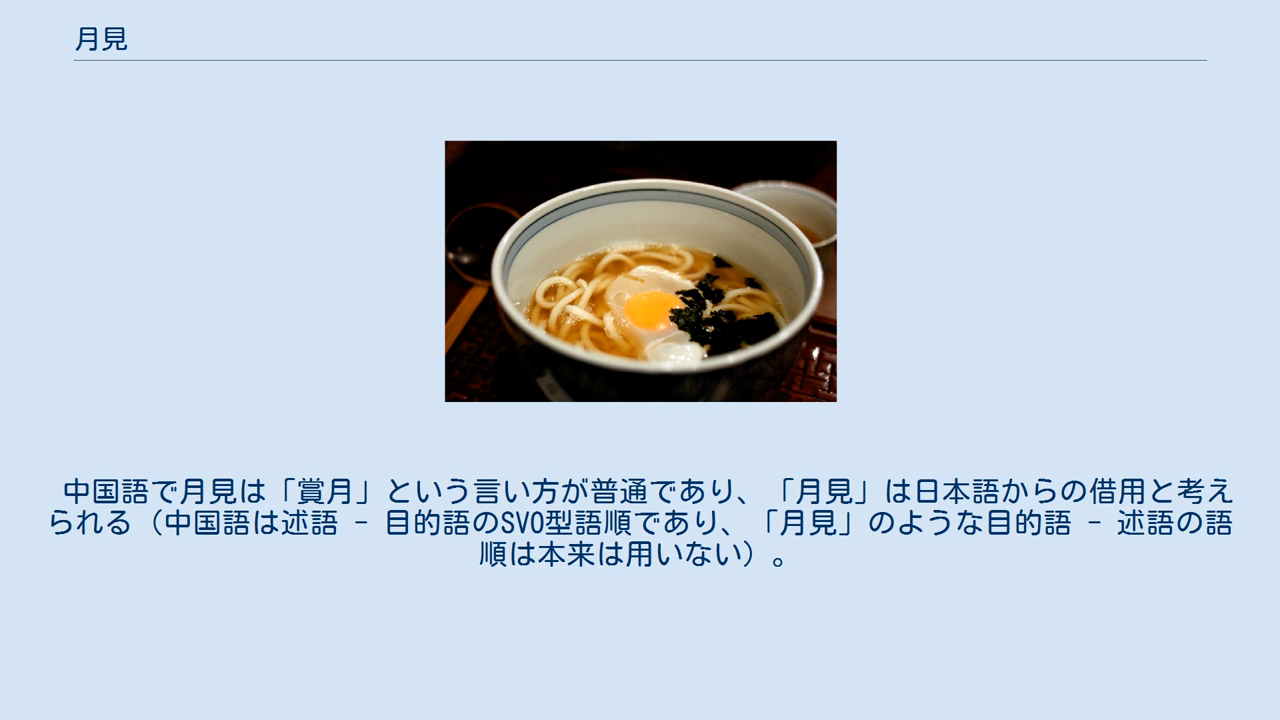 月見
中国語で月見は「賞月」という言い方が普通であり、「月見」は日本語からの借用と考え
られる（中国語は述語 - 目的語のSVO型語順であり、「月見」のような目的語 - 述語の語
順は本来は用いない）。